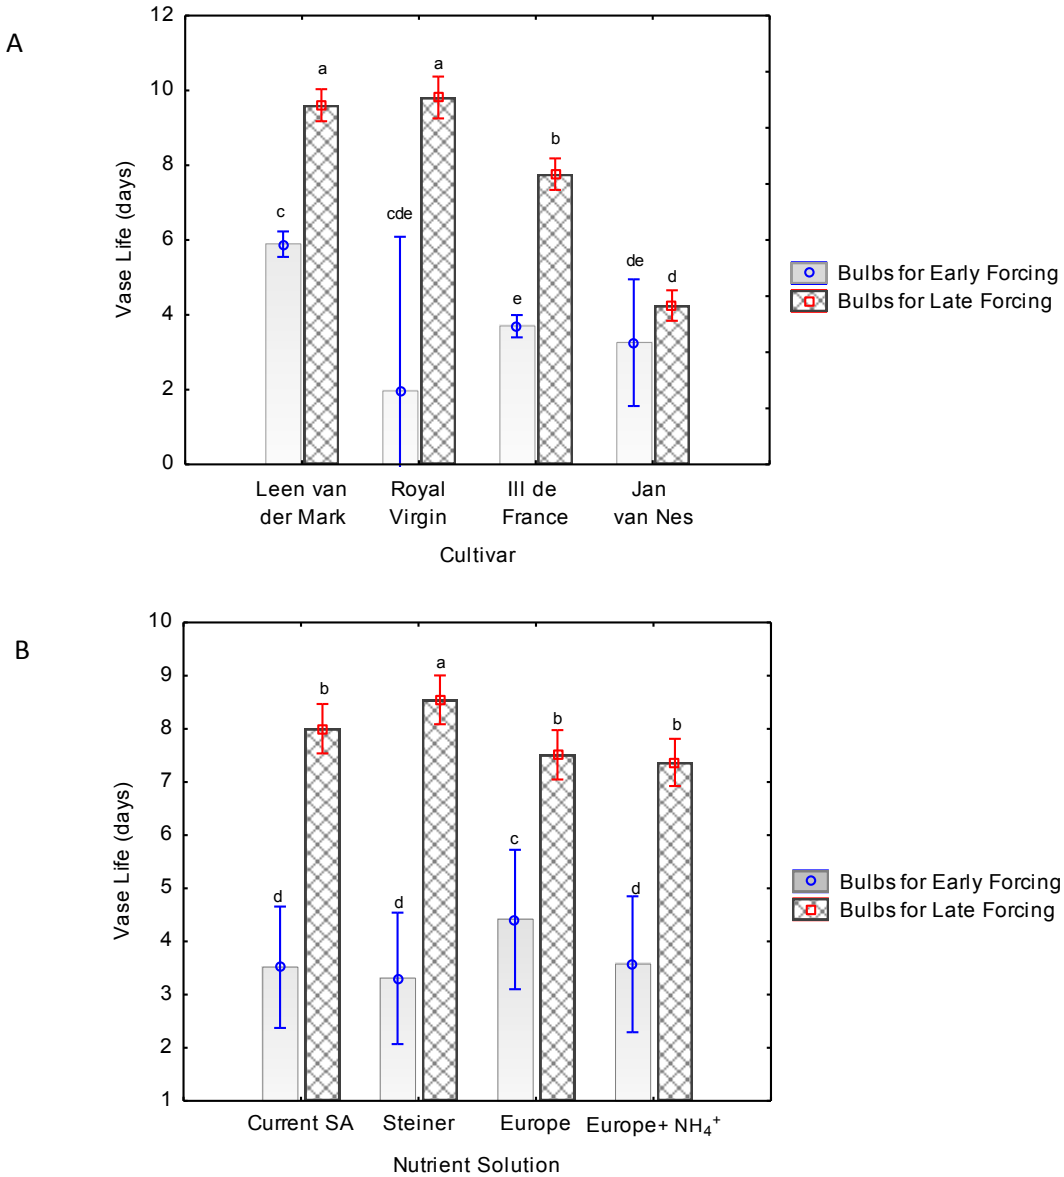 A
12
10
8
6
4
2
0
Vase Life (days)
a
a
b
c
cde
e
de
d
Leen van
der Mark
Royal
Virgin
III de
France
Jan
van Nes
Cultivar
Bulbs for Early Forcing
Bulbs for Late Forcing
B
10
9
8
7
6
5
4
3
2
1
Vase Life (days)
b
a
b
b
d
d
c
d
Current SA
Steiner
Europe
Europe+ NH₄⁺
Nutrient Solution
Bulbs for Early Forcing
Bulbs for Late Forcing